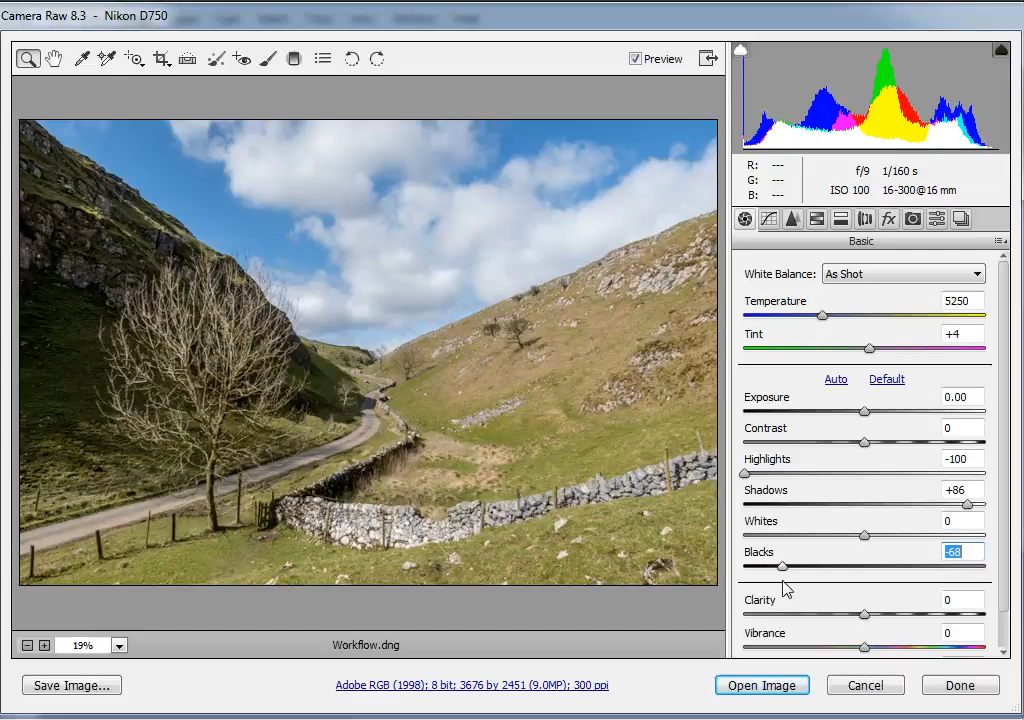 Camera Raw 8.3 - Nikon D750
Preview
R: ---
G: ---
B: ---
f/9 1/160 s
ISO 100 16-300@16 mm
fx
Basic
White Balance: As Shot
Temperature 5250
Tint +4
Auto Default
Exposure 0.00
Contrast 0
Highlights -100
Shadows +86
Whites 0
Blacks -68
Clarity 0
Vibrance 0
19%
Workflow.dng
Save Image...
Adobe RGB (1998); 8 bit; 3676 by 2451 (9.0MP); 300 ppi
Open Image
Cancel
Done